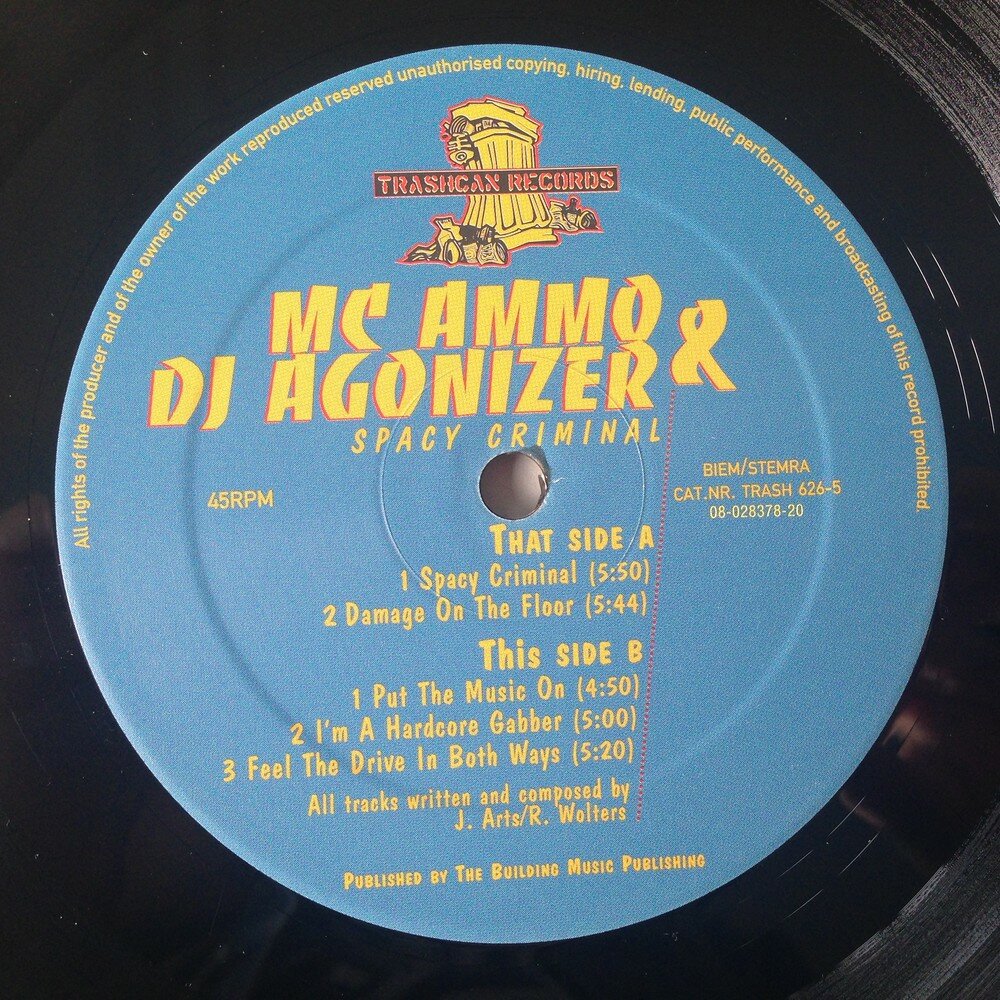 All rights of the producer and of the owner of the work reproduced reserved unauthorised copying, hiring, lending, public performance and broadcasting of this record prohibited.
TRASHCAN RECORDS
MC AMMO &
DJ AGONIZER
SPACY CRIMINAL
45RPM
BIEM/STEMRA
CAT.NR. TRASH 626-5
08-028378-20
THAT SIDE A
1 Spacy Criminal (5:50)
2 Damage On The Floor (5:44)
This SIDE B
1 Put The Music On (4:50)
2 I'm A Hardcore Gabber (5:00)
3 Feel The Drive In Both Ways (5:20)
All tracks written and composed by
J. Arts/R. Wolters
PUBLISHED BY THE BUILDING MUSIC PUBLISHING